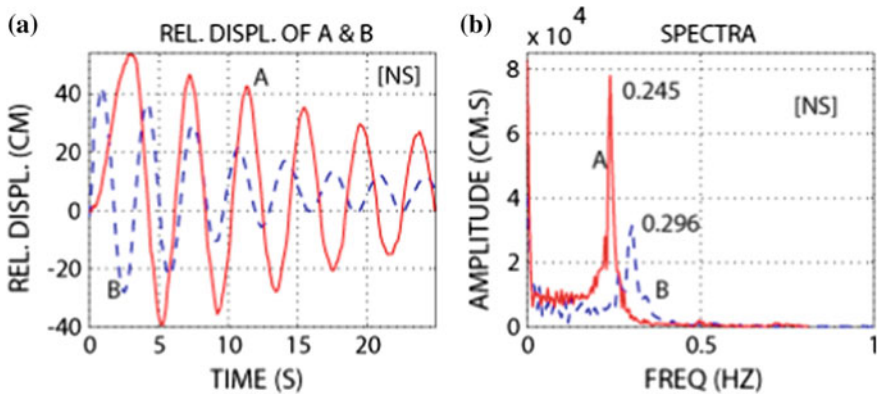 (a)
REL. DISPL. OF A & B
REL. DISPL. (CM)
40
20
0
-20
-40
A
[NS]
B
0 5 10 15 20
TIME (S)
(b)
x 10 4
SPECTRA
AMPLITUDE (CM.S)
8
6
4
2
0
0.245
[NS]
A
0.296
B
0 0.5 1
FREQ (HZ)